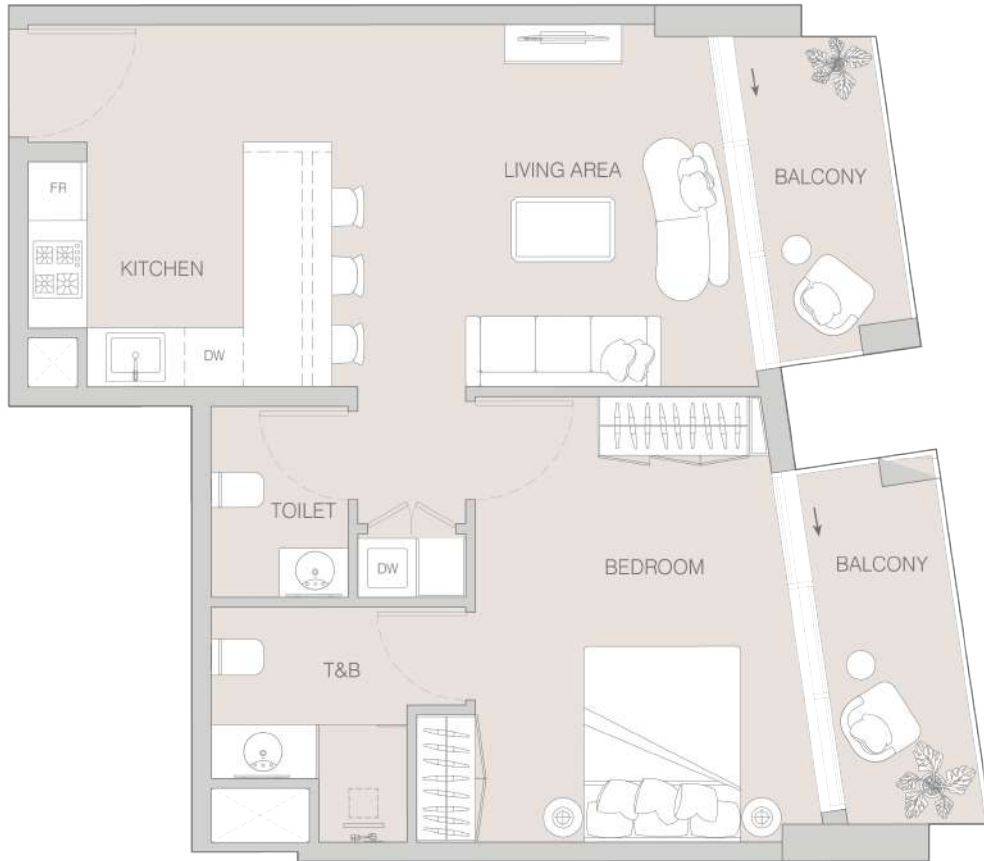 LIVING AREA
BALCONY
FR
KITCHEN
DW
TOILET
DW
BEDROOM
BALCONY
T&B